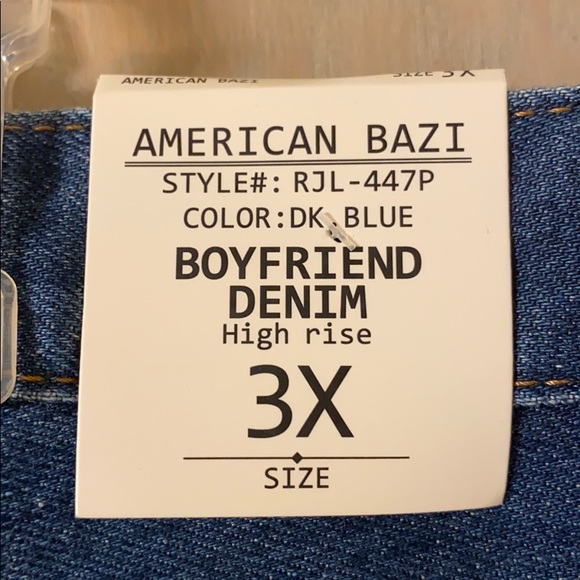 AMERICAN BAZI SIZE 3X
AMERICAN BAZI
STYLE#: RJL-447P
COLOR:DK BLUE
BOYFRIEND
DENIM
High rise
3X
SIZE